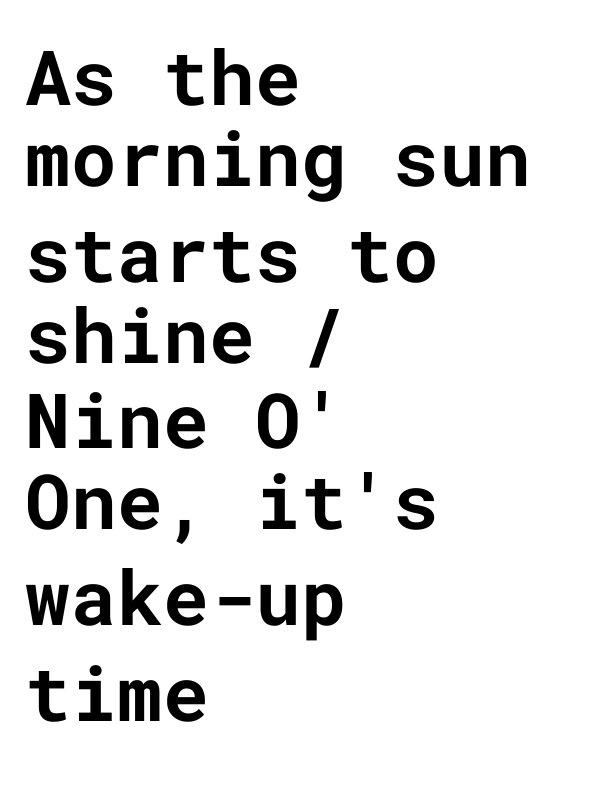 As the
morning sun
starts to
shine /
Nine O'
One, it's
wake-up
time